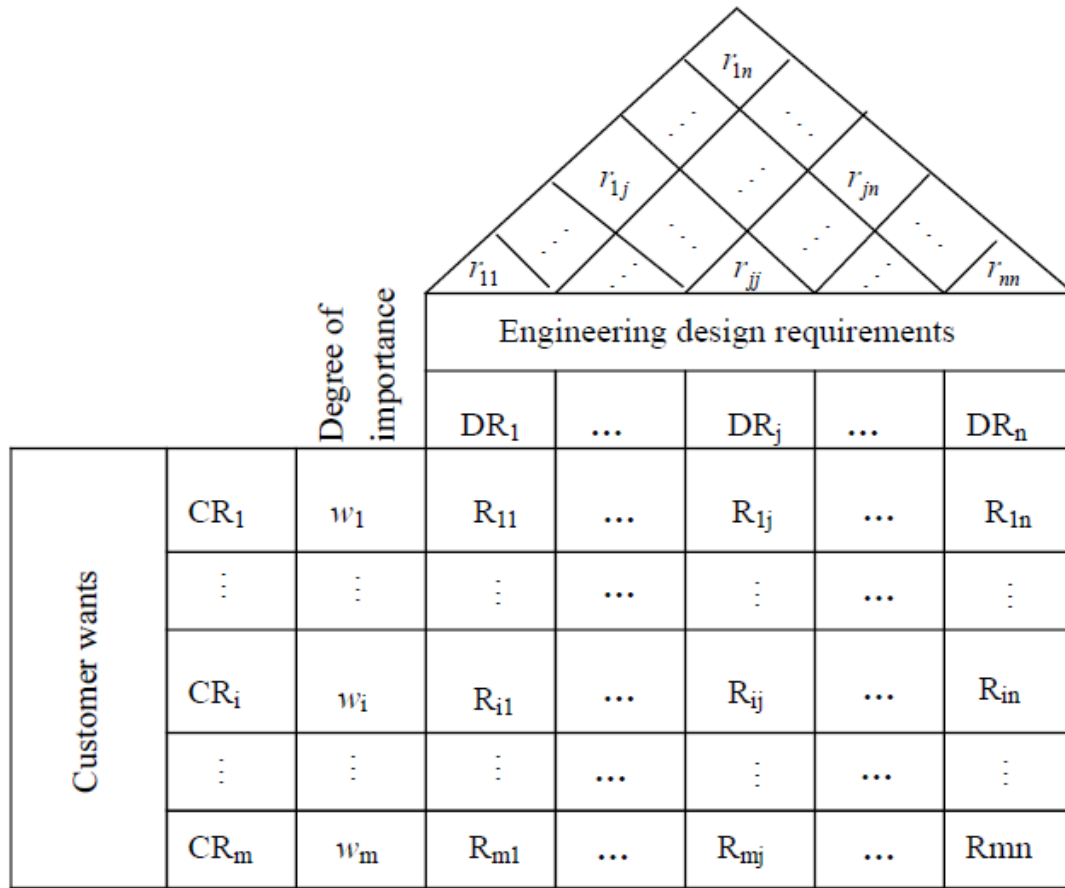 r1n
⋰ ⋱
r1j ⋰ rjn
⋰ ⋱ ⋰ ⋱
r11 ⋰ rjj ⋰ rnn
Degree of
importance
Engineering design requirements
DR1 ... DRj ... DRn
Customer wants
CR1 w1 R11 ... R1j ... R1n
⋮ ⋮ ⋮ ... ⋮ ... ⋮
CRi wi Ri1 ... Rij ... Rin
⋮ ⋮ ⋮ ... ⋮ ... ⋮
CRm wm Rm1 ... Rmj ... Rmn